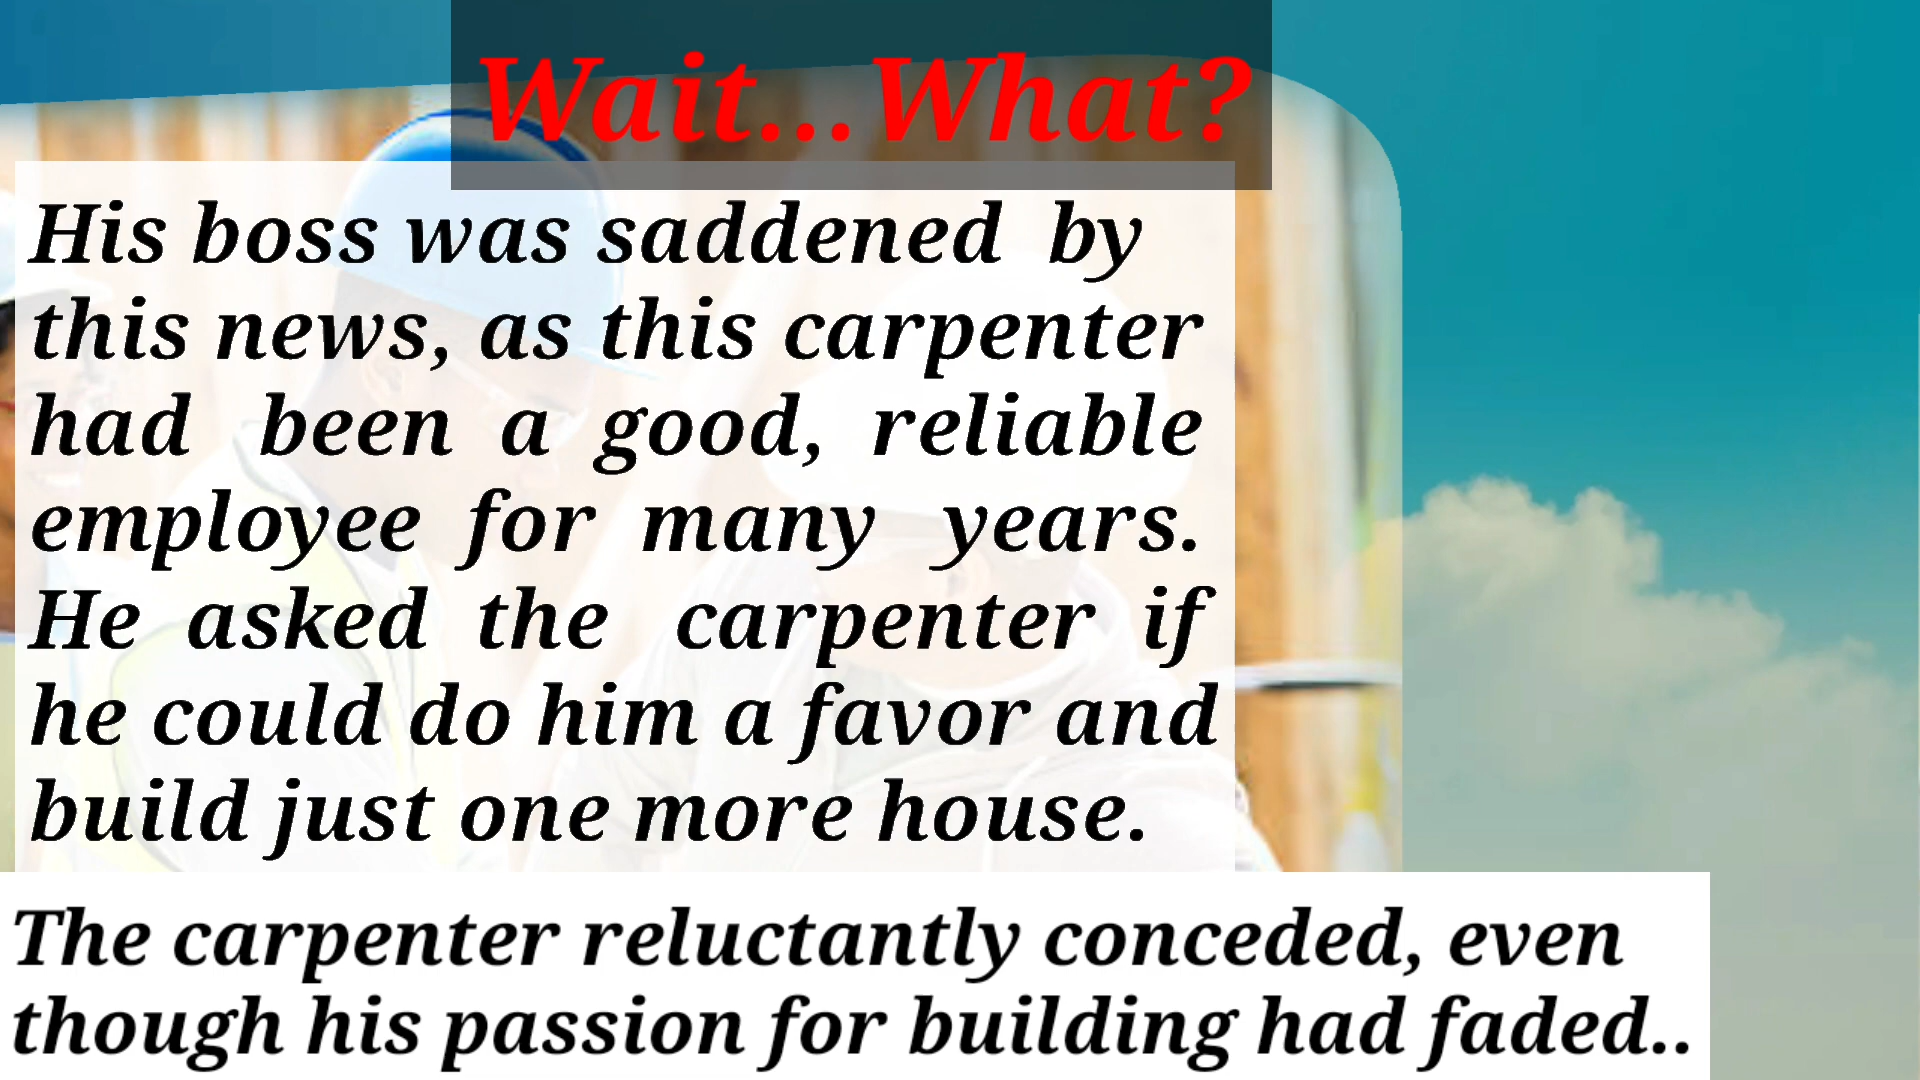 Wait...What?
His boss was saddened by
this news, as this carpenter
had been a good, reliable
employee for many years.
He asked the carpenter if
he could do him a favor and
build just one more house.
The carpenter reluctantly conceded, even
though his passion for building had faded..